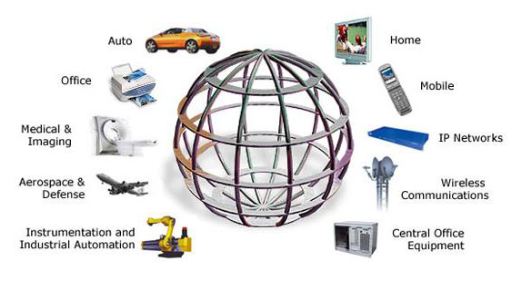 Auto
Office
Medical &
Imaging
Aerospace &
Defense
Instrumentation and
Industrial Automation
Home
Mobile
IP Networks
Wireless
Communications
Central Office
Equipment